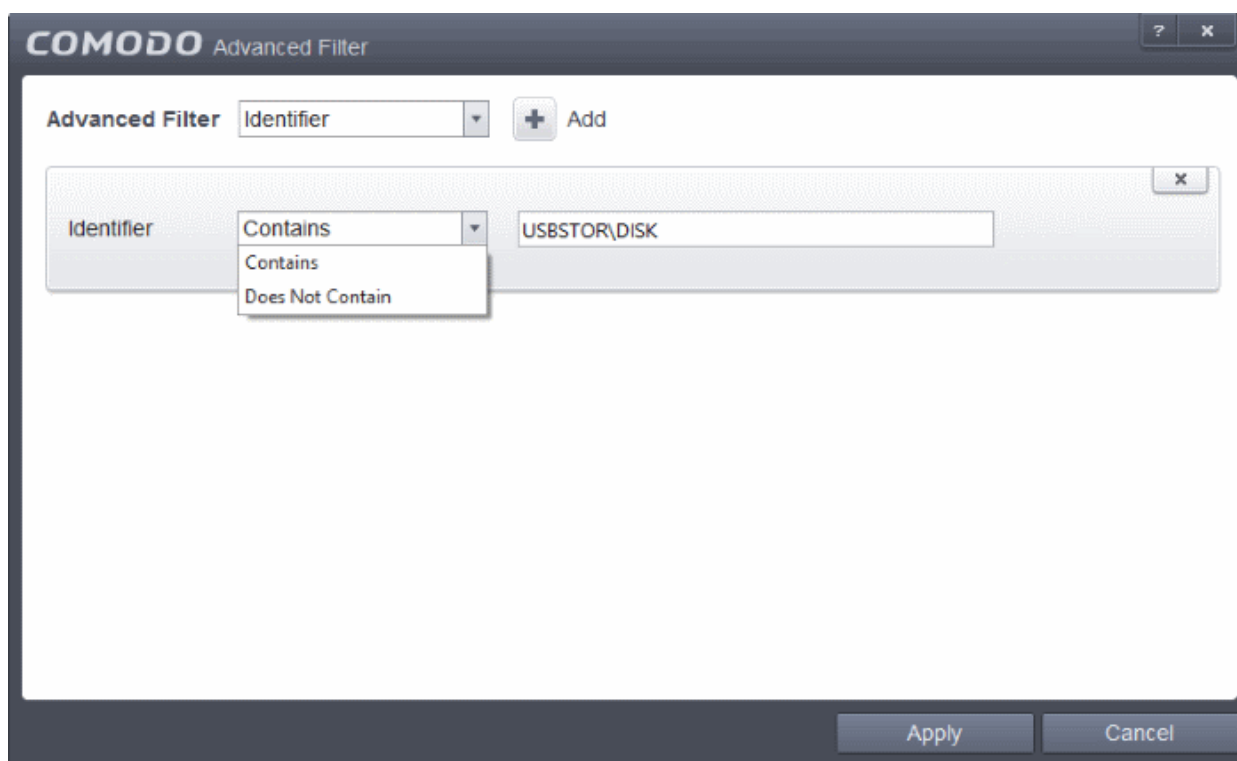 COMODO Advanced Filter ? x
Advanced Filter Identifier + Add
x
Identifier Contains USBSTOR\DISK
Contains
Does Not Contain
Apply Cancel